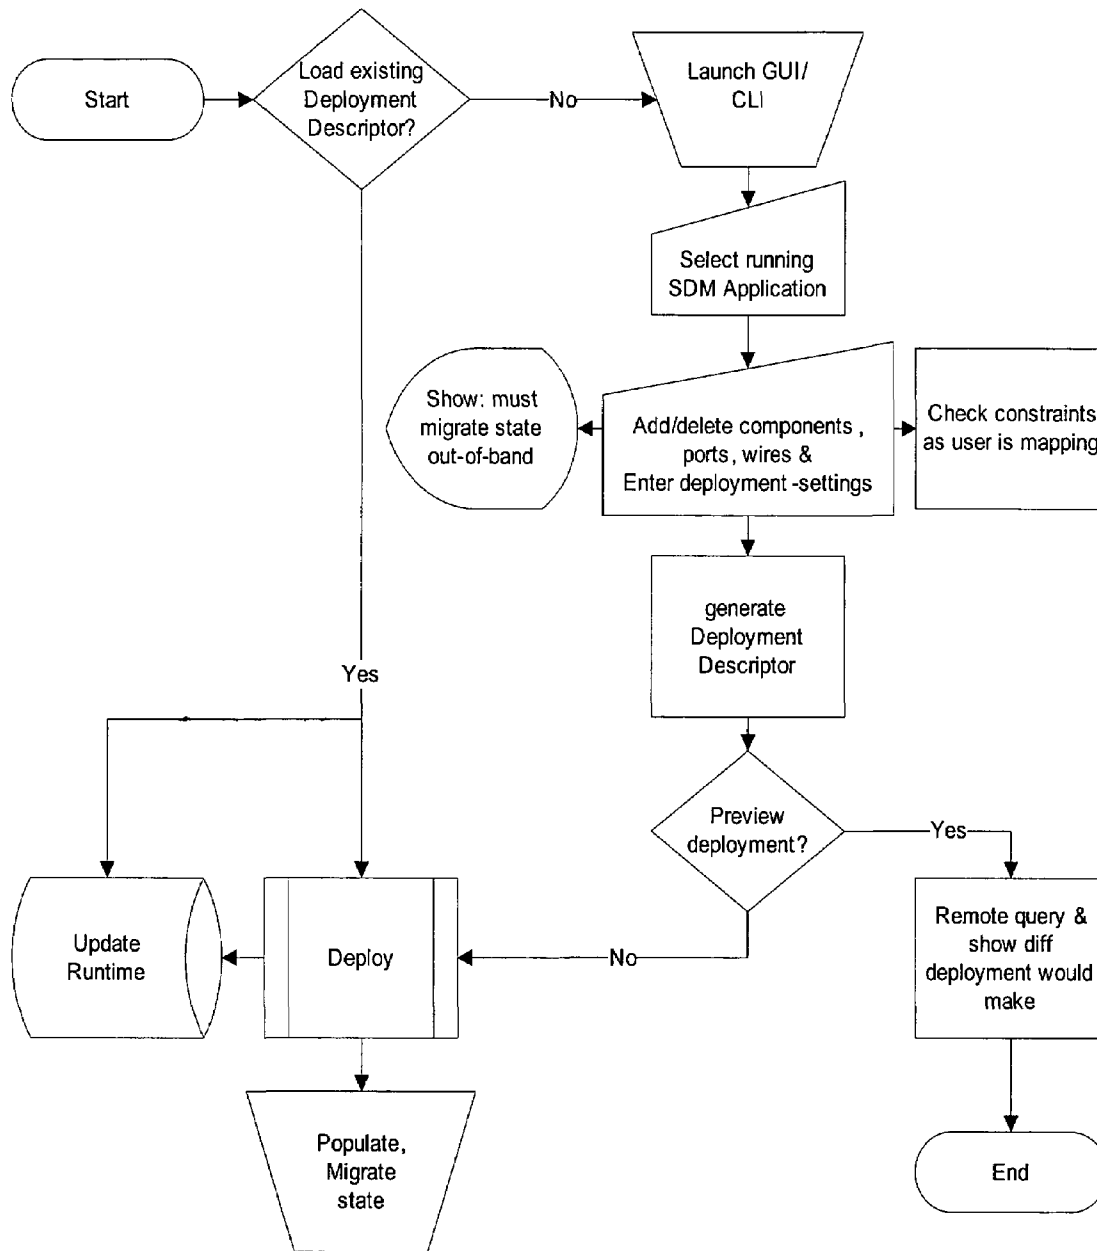 Start
Load existing
Deployment
Descriptor?
No
Launch GUI/
CLI
Select running
SDM Application
Show: must
migrate state
out-of-band
Add/delete components ,
ports, wires &
Enter deployment -settings
Check constraints
as user is mapping
generate
Deployment
Descriptor
Yes
Preview
deployment?
Yes
Update
Runtime
Deploy
No
Remote query &
show diff
deployment would
make
Populate,
Migrate
state
End